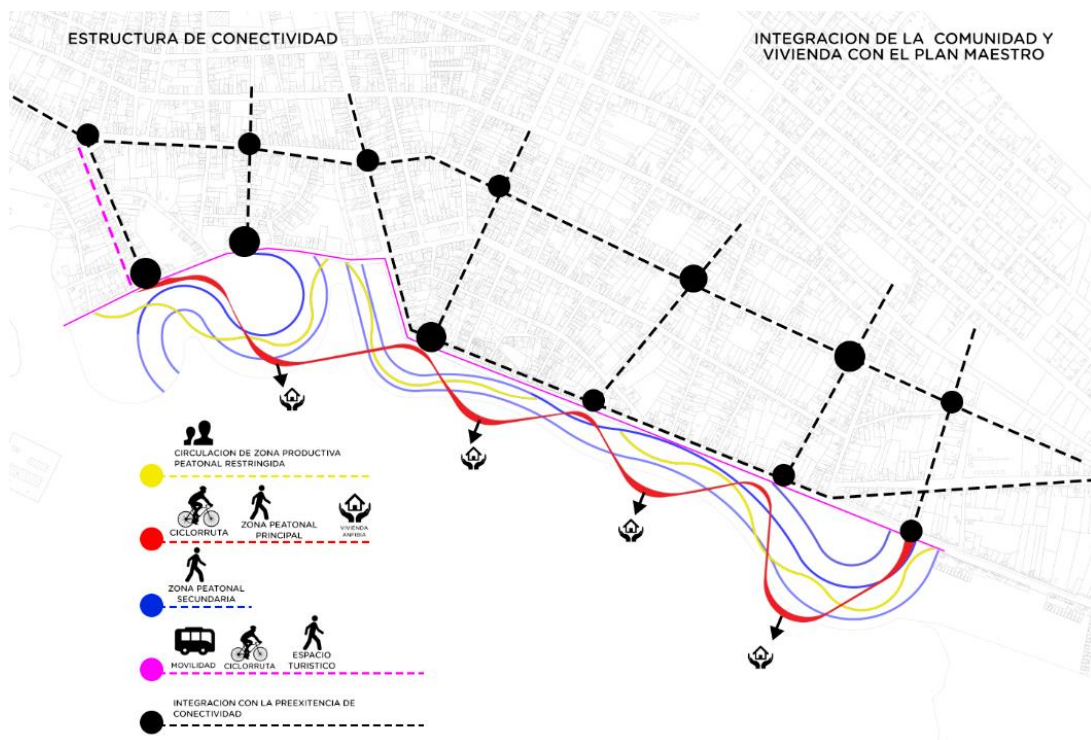 ESTRUCTURA DE CONECTIVIDAD
INTEGRACION DE LA COMUNIDAD Y
VIVIENDA CON EL PLAN MAESTRO
CIRCULACION DE ZONA PRODUCTIVA
PEATONAL RESTRINGIDA
CICLORRUTA
ZONA PEATONAL
PRINCIPAL
VIVIENDA
ANFIBIA
ZONA PEATONAL
SECUNDARIA
MOVILIDAD
CICLORRUTA
ESPACIO
TURISTICO
INTEGRACION CON LA PREEXITENCIA DE
CONECTIVIDAD